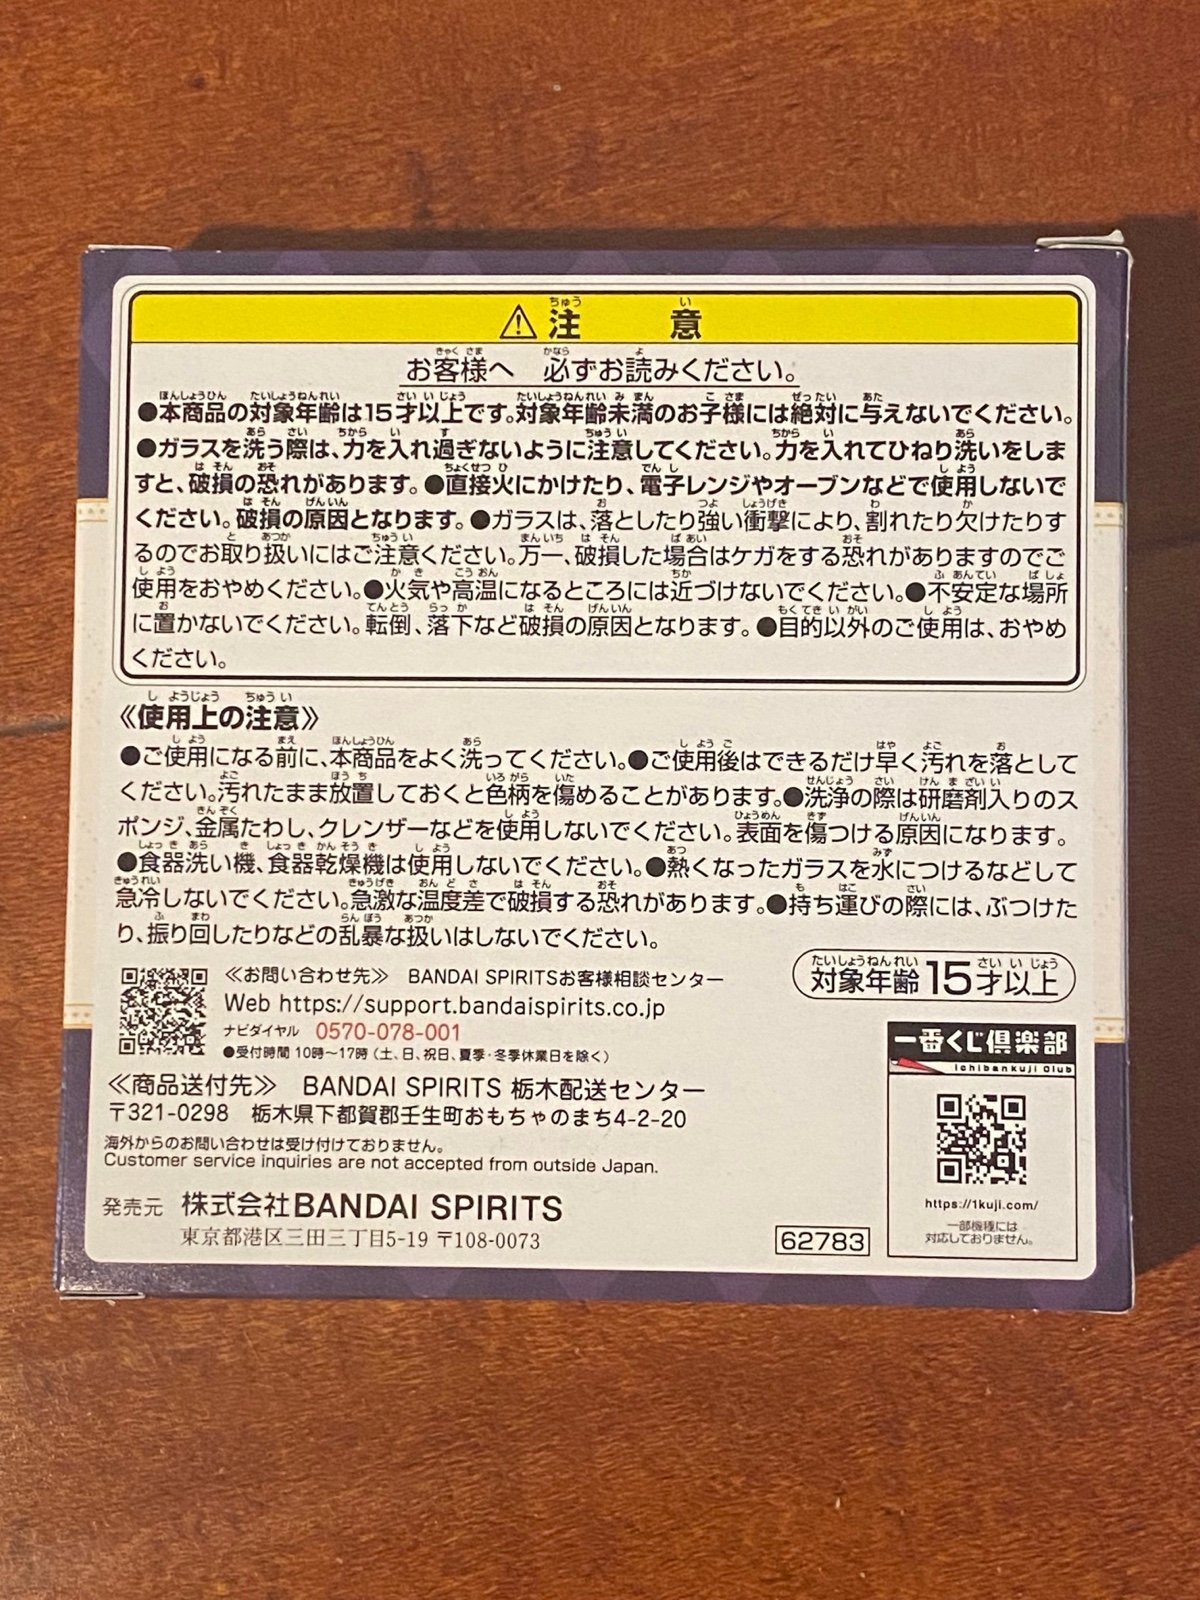 ⚠注 意
お客様へ 必ずお読みください。
●本商品の対象年齢は15才以上です。対象年齢未満のお子様には絶対に与えないでください。
●ガラスを洗う際は、力を入れ過ぎないように注意してください。力を入れてひねり洗いをしま
すと、破損の恐れがあります。●直接火にかけたり、電子レンジやオーブンなどで使用しないで
ください。破損の原因となります。●ガラスは、落としたり強い衝撃により、割れたり欠けたりす
るのでお取り扱いにはご注意ください。万一、破損した場合はケガをする恐れがありますのでご
使用をおやめください。●火気や高温になるところには近づけないでください。●不安定な場所
に置かないでください。転倒、落下など破損の原因となります。●目的以外のご使用は、おやめ
ください。
《使用上の注意》
●ご使用になる前に、本商品をよく洗ってください。●ご使用後はできるだけ早く汚れを落として
ください。汚れたまま放置しておくと色柄を傷めることがあります。●洗浄の際は研磨剤入りのス
ポンジ、金属たわし、クレンザーなどを使用しないでください。表面を傷つける原因になります。
●食器洗い機、食器乾燥機は使用しないでください。●熱くなったガラスを水につけるなどして
急冷しないでください。急激な温度差で破損する恐れがあります。●持ち運びの際には、ぶつけた
り、振り回したりなどの乱暴な扱いはしないでください。
≪お問い合わせ先≫ BANDAI SPIRITSお客様相談センター
Web https://support.bandaispirits.co.jp
ナビダイヤル 0570-078-001
●受付時間 10時〜17時（土、日、祝日、夏季・冬季休業日を除く）
対象年齢15才以上
≪商品送付先≫ BANDAI SPIRITS 栃木配送センター
〒321-0298 栃木県下都賀郡壬生町おもちゃのまち4-2-20
海外からのお問い合わせは受け付けておりません。
Customer service inquiries are not accepted from outside Japan.
発売元 株式会社BANDAI SPIRITS
東京都港区三田三丁目5-19 〒108-0073
62783
一番くじ倶楽部
ichibankuji Club
https://1kuji.com/
一部機種には
対応しておりません。